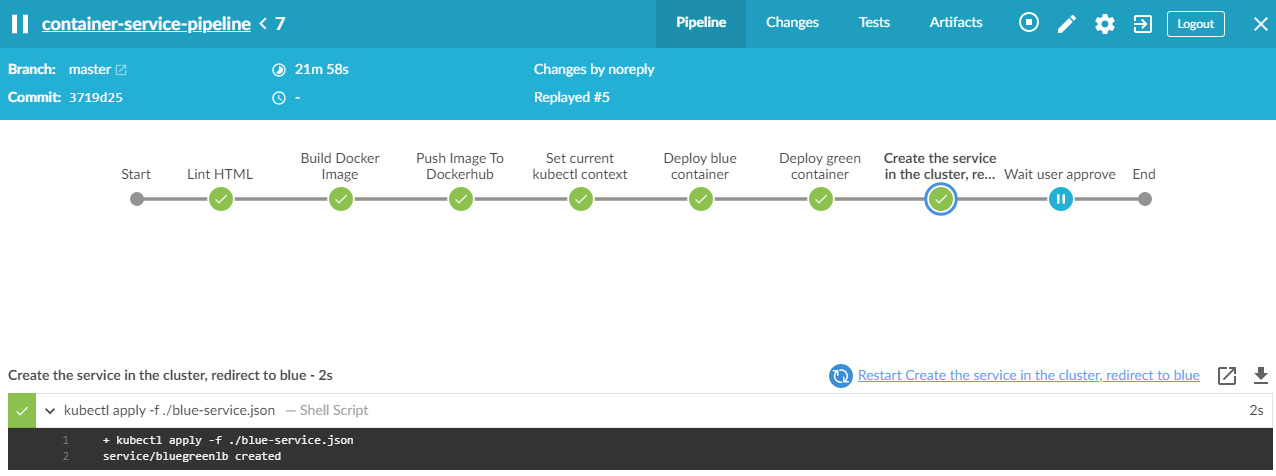 container-service-pipeline < 7 Pipeline Changes Tests Artifacts Logout
Branch: master 21m 58s Changes by noreply
Commit: 3719d25 - Replayed #5
Start
Lint HTML
Build Docker
Image
Push Image To
Dockerhub
Set current
kubectl context
Deploy blue
container
Deploy green
container
Create the service
in the cluster, re...
Wait user approve
End
Create the service in the cluster, redirect to blue - 2s Restart Create the service in the cluster, redirect to blue
kubectl apply -f ./blue-service.json — Shell Script 2s
1 + kubectl apply -f ./blue-service.json
2 service/bluegreenlb created